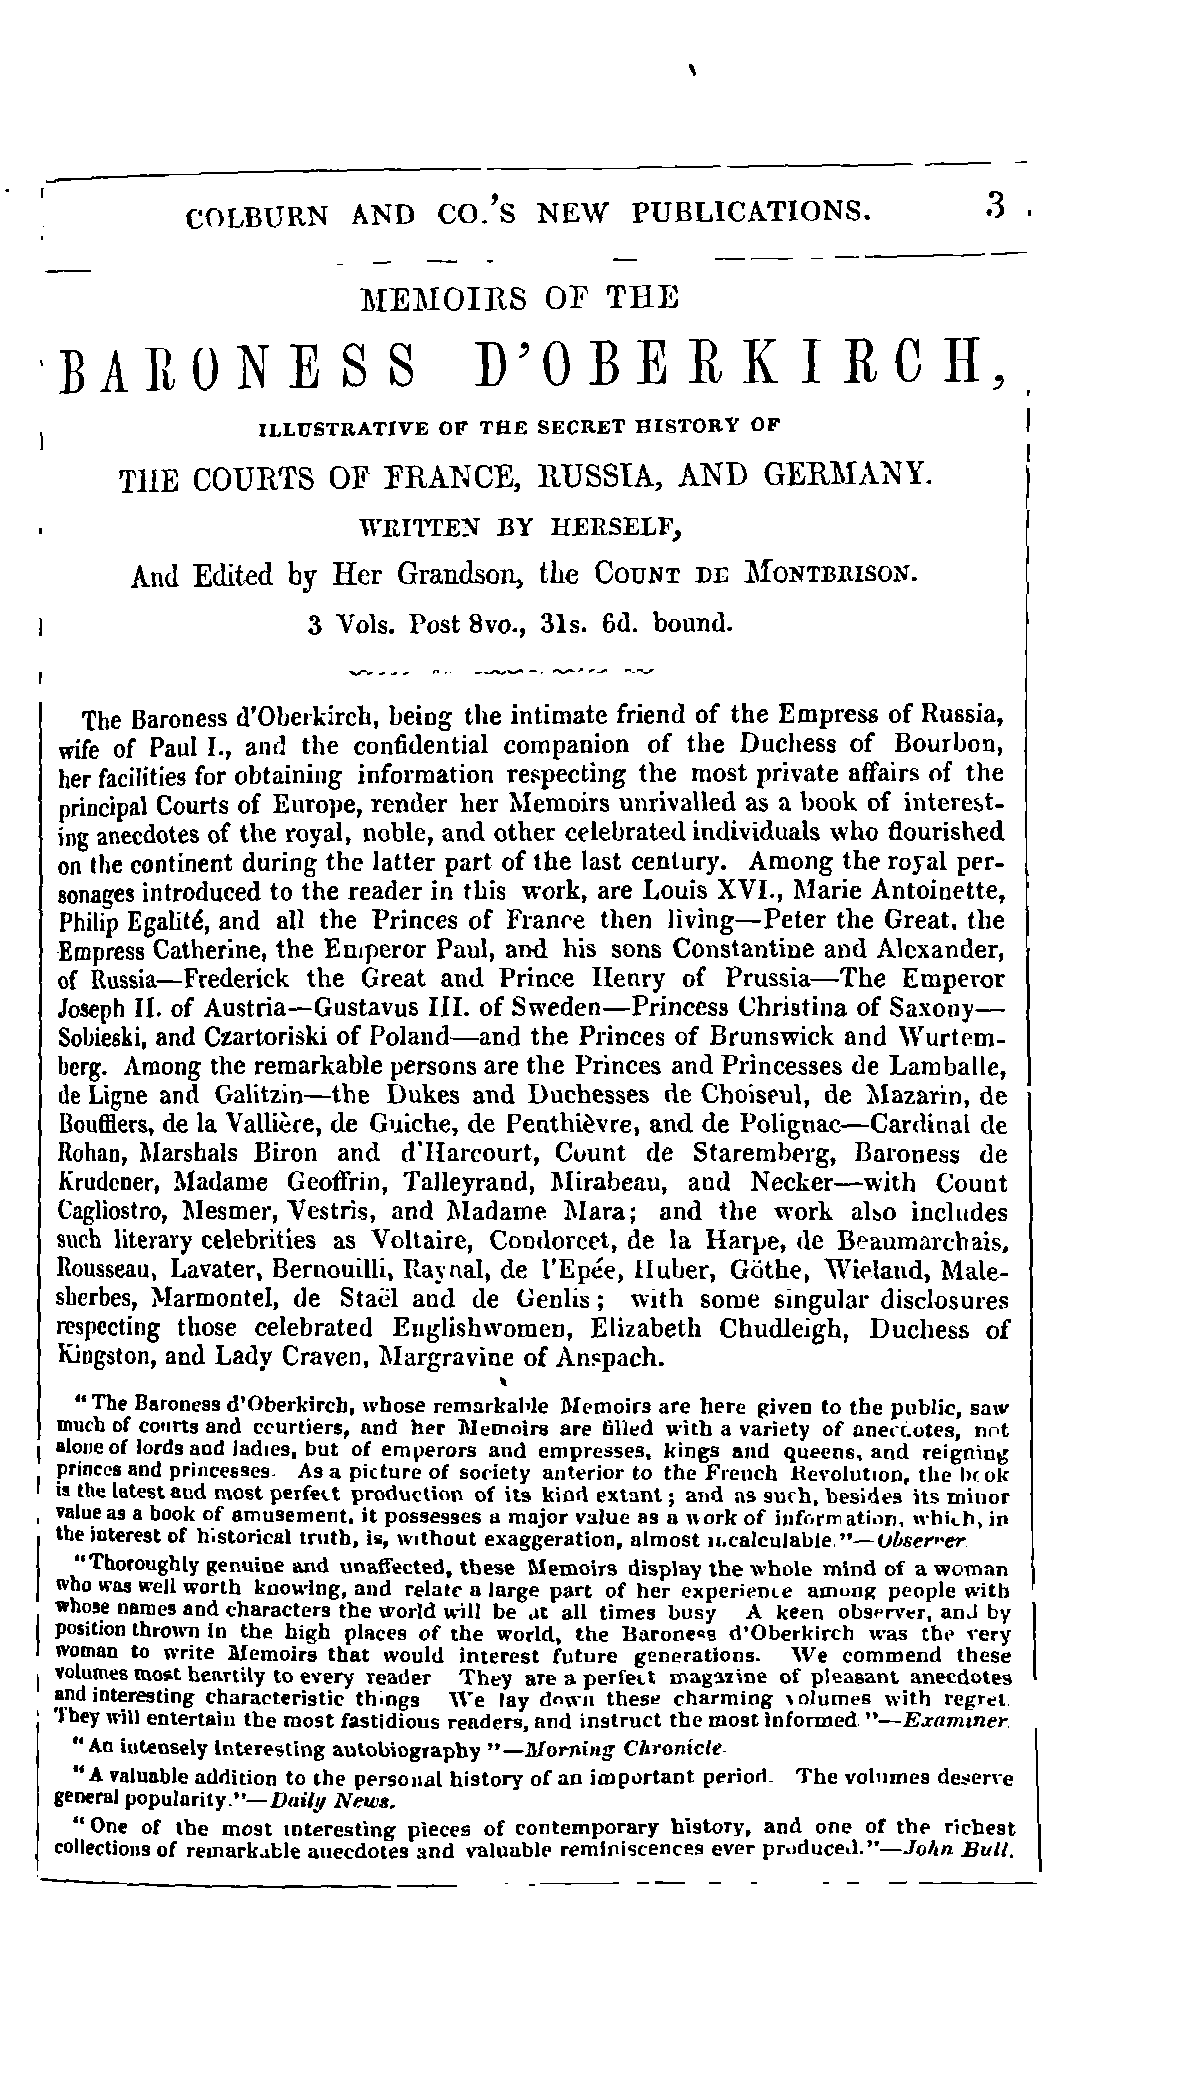 COLBURN AND CO.'S NEW PUBLICATIONS. 3
MEMOIRS OF THE
BARONESS D'OBERKIRCH,
ILLUSTRATIVE OF THE SECRET HISTORY OF
THE COURTS OF FRANCE, RUSSIA, AND GERMANY.
WRITTEN BY HERSELF,
And Edited by Her Grandson, the COUNT DE MONTBRISON.
3 Vols. Post 8vo., 31s. 6d. bound.
The Baroness d'Oberkirch, being the intimate friend of the Empress of Russia,
wife of Paul I., and the confidential companion of the Duchess of Bourbon,
her facilities for obtaining information respecting the most private affairs of the
principal Courts of Europe, render her Memoirs unrivalled as a book of interest-
ing anecdotes of the royal, noble, and other celebrated individuals who flourished
on the continent during the latter part of the last century. Among the royal per-
sonages introduced to the reader in this work, are Louis XVI., Marie Antoinette,
Philip Egalité, and all the Princes of France then living—Peter the Great, the
Empress Catherine, the Emperor Paul, and his sons Constantine and Alexander,
of Russia—Frederick the Great and Prince Henry of Prussia—The Emperor
Joseph II. of Austria—Gustavus III. of Sweden—Princess Christina of Saxony—
Sobieski, and Czartoriski of Poland—and the Princes of Brunswick and Wurtem-
berg. Among the remarkable persons are the Princes and Princesses de Lamballe,
de Ligne and Galitzin—the Dukes and Duchesses de Choiseul, de Mazarin, de
Boufflers, de la Vallière, de Guiche, de Penthièvre, and de Polignac—Cardinal de
Rohan, Marshals Biron and d'Harcourt, Count de Staremberg, Baroness de
Krudener, Madame Geoffrin, Talleyrand, Mirabeau, and Necker—with Count
Cagliostro, Mesmer, Vestris, and Madame Mara; and the work also includes
such literary celebrities as Voltaire, Condorcet, de la Harpe, de Beaumarchais,
Rousseau, Lavater, Bernouilli, Raynal, de l'Epée, Huber, Göthe, Wieland, Male-
sherbes, Marmontel, de Staël and de Genlis; with some singular disclosures
respecting those celebrated Englishwomen, Elizabeth Chudleigh, Duchess of
Kingston, and Lady Craven, Margravine of Anspach.
"The Baroness d'Oberkirch, whose remarkable Memoirs are here given to the public, saw
much of courts and courtiers, and her Memoirs are filled with a variety of anecdotes, not
alone of lords and ladies, but of emperors and empresses, kings and queens, and reigning
princes and princesses. As a picture of society anterior to the French Revolution, the book
is the latest and most perfect production of its kind extant; and as such, besides its minor
value as a book of amusement, it possesses a major value as a work of information, which, in
the interest of historical truth, is, without exaggeration, almost incalculable."—Observer
"Thoroughly genuine and unaffected, these Memoirs display the whole mind of a woman
who was well worth knowing, and relate a large part of her experience among people with
whose names and characters the world will be at all times busy A keen observer, and by
position thrown in the high places of the world, the Baroness d'Oberkirch was the very
woman to write Memoirs that would interest future generations. We commend these
volumes most heartily to every reader They are a perfect magazine of pleasant anecdotes
and interesting characteristic things We lay down these charming volumes with regret.
They will entertain the most fastidious readers, and instruct the most informed."—Examiner.
"An intensely interesting autobiography"—Morning Chronicle.
"A valuable addition to the personal history of an important period. The volumes deserve
general popularity."—Daily News.
"One of the most interesting pieces of contemporary history, and one of the richest
collections of remarkable anecdotes and valuable reminiscences ever produced."—John Bull.